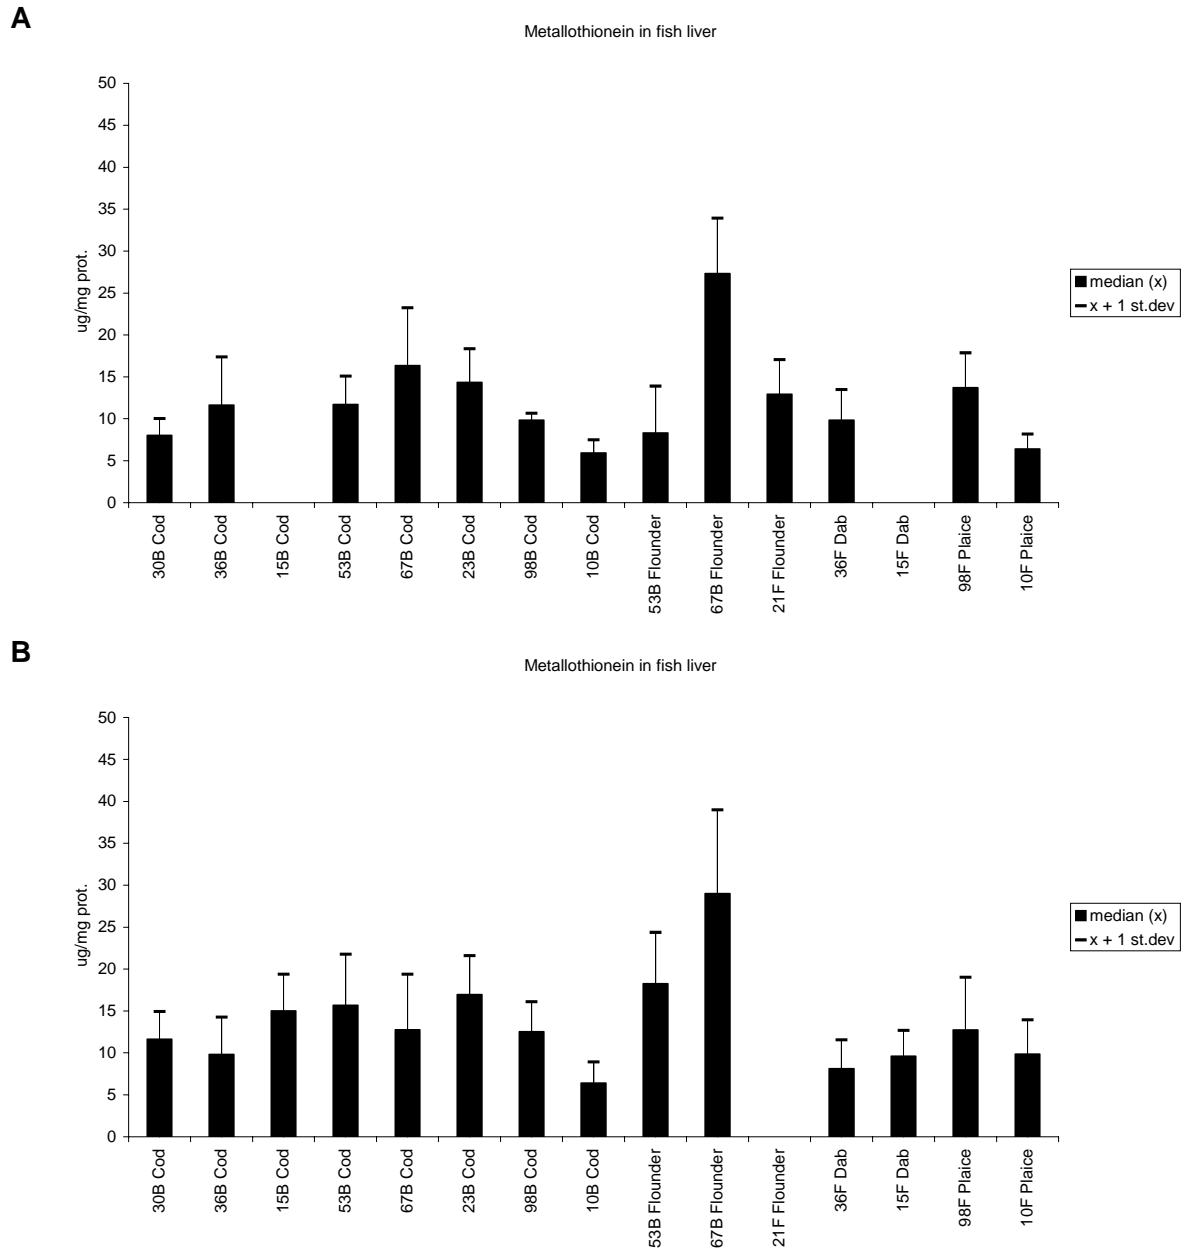 A
Metallothionein in fish liver
50
45
40
35
30
25
20
15
10
5
0
ug/mg prot.
median (x)
x + 1 st.dev
30B Cod
36B Cod
15B Cod
53B Cod
67B Cod
23B Cod
98B Cod
10B Cod
53B Flounder
67B Flounder
21F Flounder
36F Dab
15F Dab
98F Plaice
10F Plaice
B
Metallothionein in fish liver
50
45
40
35
30
25
20
15
10
5
0
ug/mg prot.
median (x)
x + 1 st.dev
30B Cod
36B Cod
15B Cod
53B Cod
67B Cod
23B Cod
98B Cod
10B Cod
53B Flounder
67B Flounder
21F Flounder
36F Dab
15F Dab
98F Plaice
10F Plaice